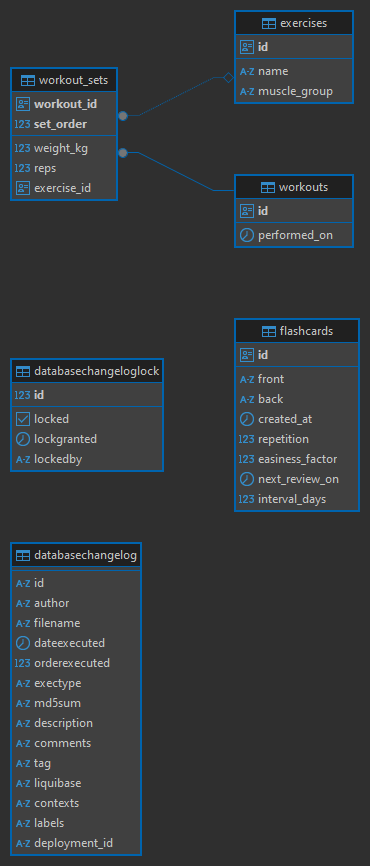 exercises
id
A-Z name
A-Z muscle_group
workout_sets
workout_id
123 set_order
123 weight_kg
123 reps
exercise_id
workouts
id
performed_on
flashcards
id
A-Z front
A-Z back
created_at
123 repetition
123 easiness_factor
next_review_on
123 interval_days
databasechangeloglock
123 id
locked
lockgranted
A-Z lockedby
databasechangelog
A-Z id
A-Z author
A-Z filename
dateexecuted
123 orderexecuted
A-Z exectype
A-Z md5sum
A-Z description
A-Z comments
A-Z tag
A-Z liquibase
A-Z contexts
A-Z labels
A-Z deployment_id